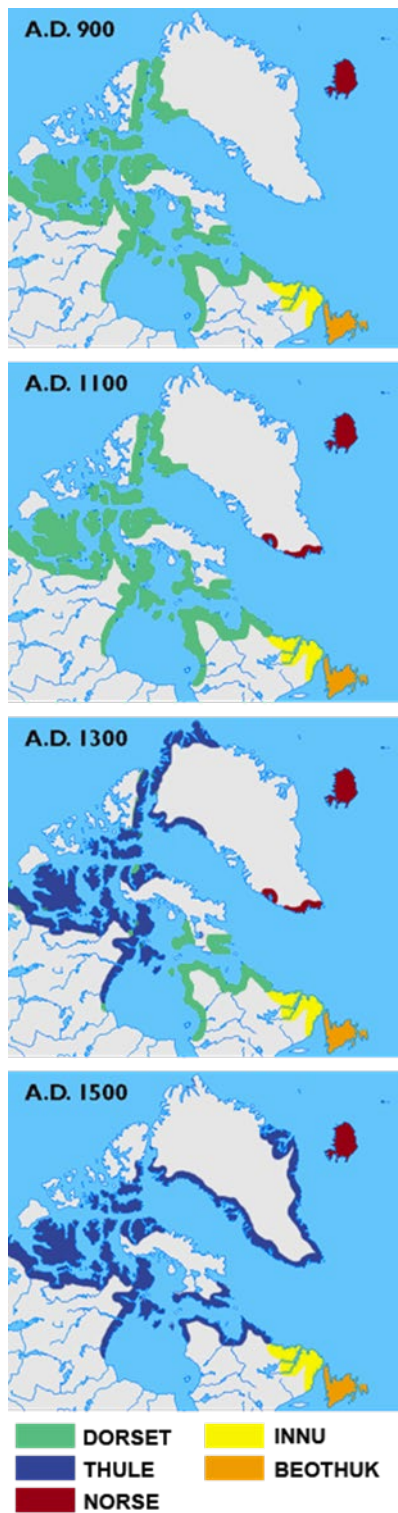 A.D. 900
A.D. 1100
A.D. 1300
A.D. 1500
DORSET INNU
THULE BEOTHUK
NORSE